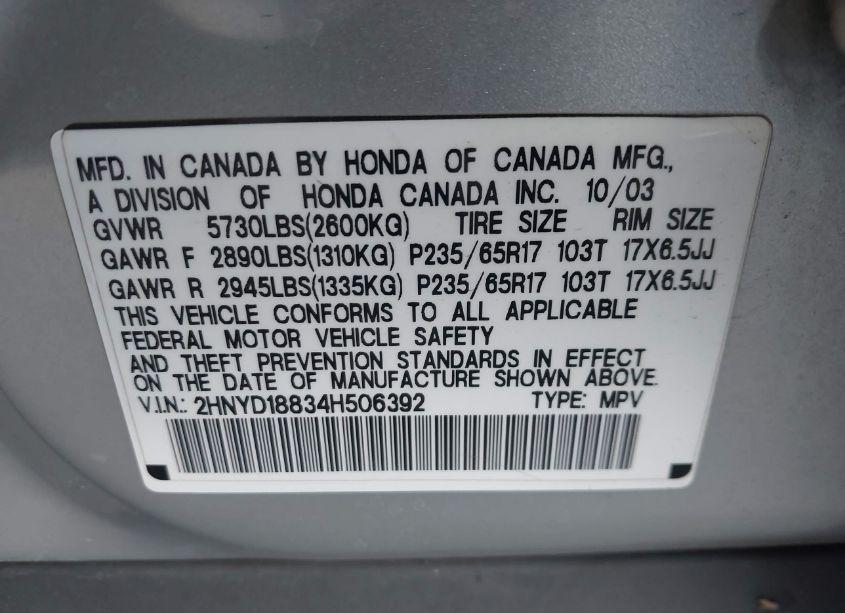 MFD. IN CANADA BY HONDA OF CANADA MFG.,
A DIVISION OF HONDA CANADA INC. 10/03
GVWR 5730LBS(2600KG) TIRE SIZE RIM SIZE
GAWR F 2890LBS(1310KG) P235/65R17 103T 17X6.5JJ
GAWR R 2945LBS(1335KG) P235/65R17 103T 17X6.5JJ
THIS VEHICLE CONFORMS TO ALL APPLICABLE
FEDERAL MOTOR VEHICLE SAFETY
AND THEFT PREVENTION STANDARDS IN EFFECT
ON THE DATE OF MANUFACTURE SHOWN ABOVE.
V.I.N.: 2HNYD18834H506392 TYPE: MPV